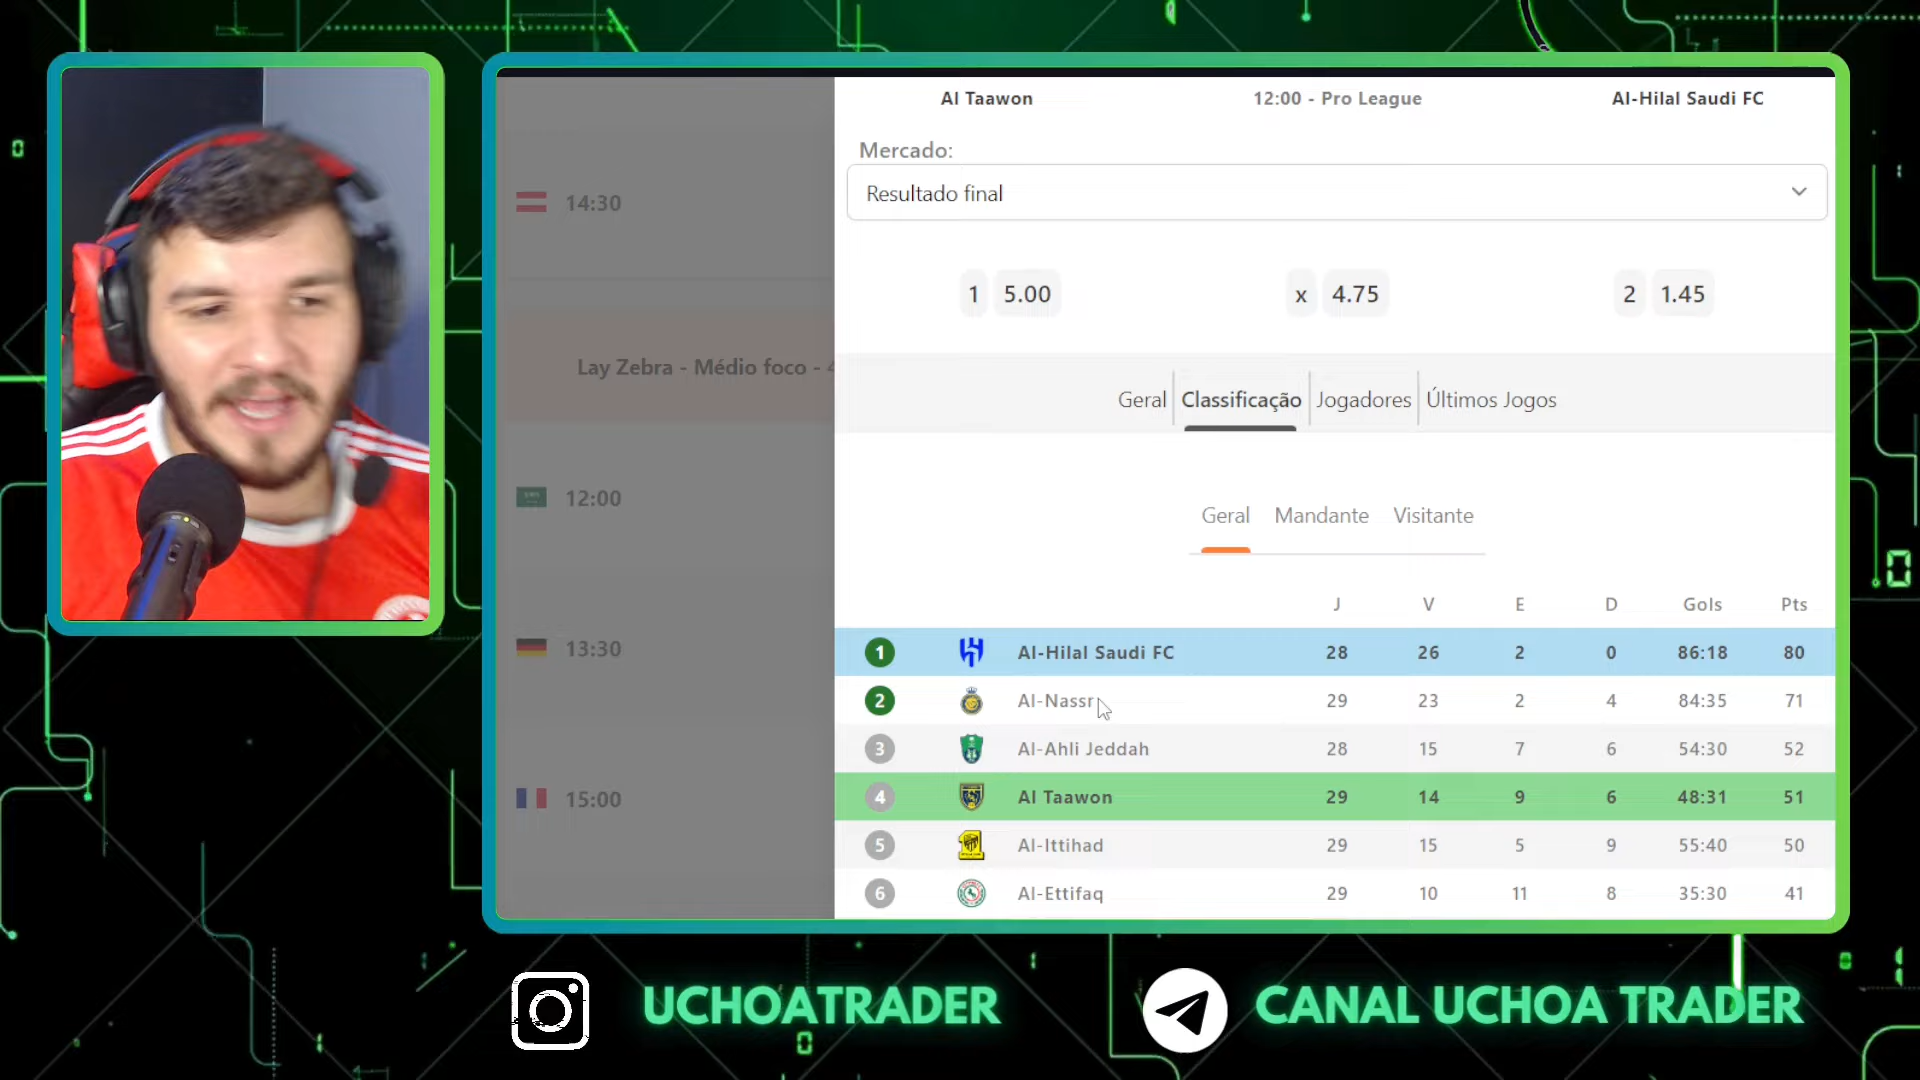 Al Taawon 12:00 - Pro League Al-Hilal Saudi FC
Mercado:
Resultado final
1 5.00 x 4.75 2 1.45
Geral Classificação Jogadores Últimos Jogos
Geral Mandante Visitante
J V E D Gols Pts
1 Al-Hilal Saudi FC 28 26 2 0 86:18 80
2 Al-Nassr 29 23 2 4 84:35 71
3 Al-Ahli Jeddah 28 15 7 6 54:30 52
4 Al Taawon 29 14 9 6 48:31 51
5 Al-Ittihad 29 15 5 9 55:40 50
6 Al-Ettifaq 29 10 11 8 35:30 41
14:30
Lay Zebra - Médio foco - 4
12:00
13:30
15:00
UCHOATRADER
CANAL UCHOA TRADER